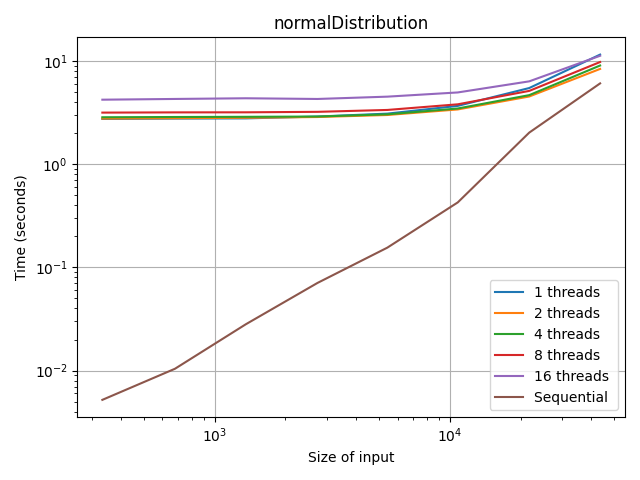 normalDistribution
Time (seconds)
10¹
10⁰
10⁻¹
10⁻²
10³
10⁴
Size of input
1 threads
2 threads
4 threads
8 threads
16 threads
Sequential